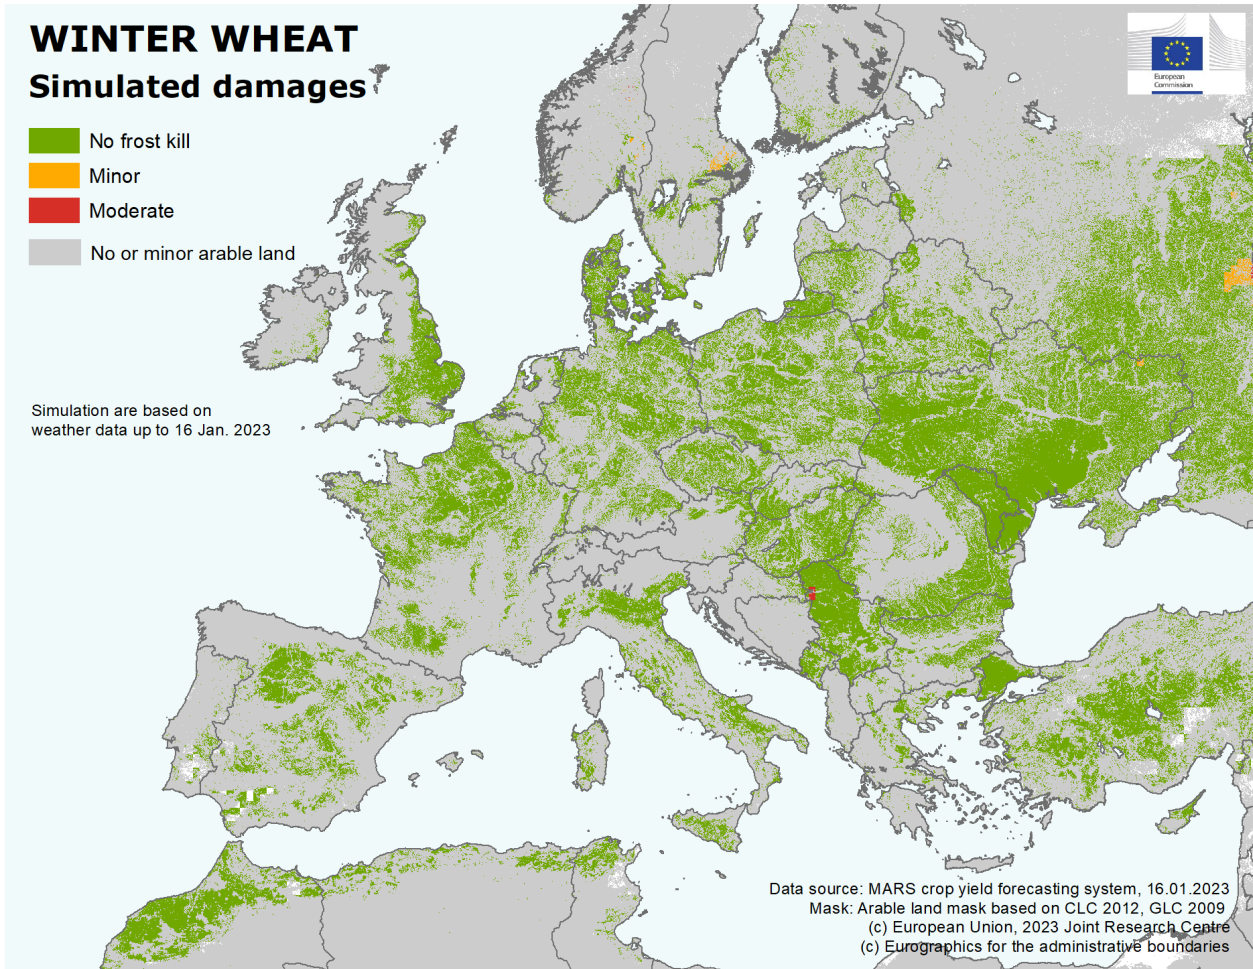 WINTER WHEAT
Simulated damages
No frost kill
Minor
Moderate
No or minor arable land
European
Commission
Simulation are based on
weather data up to 16 Jan. 2023
Data source: MARS crop yield forecasting system, 16.01.2023
Mask: Arable land mask based on CLC 2012, GLC 2009
(c) European Union, 2023 Joint Research Centre
(c) Eurographics for the administrative boundaries